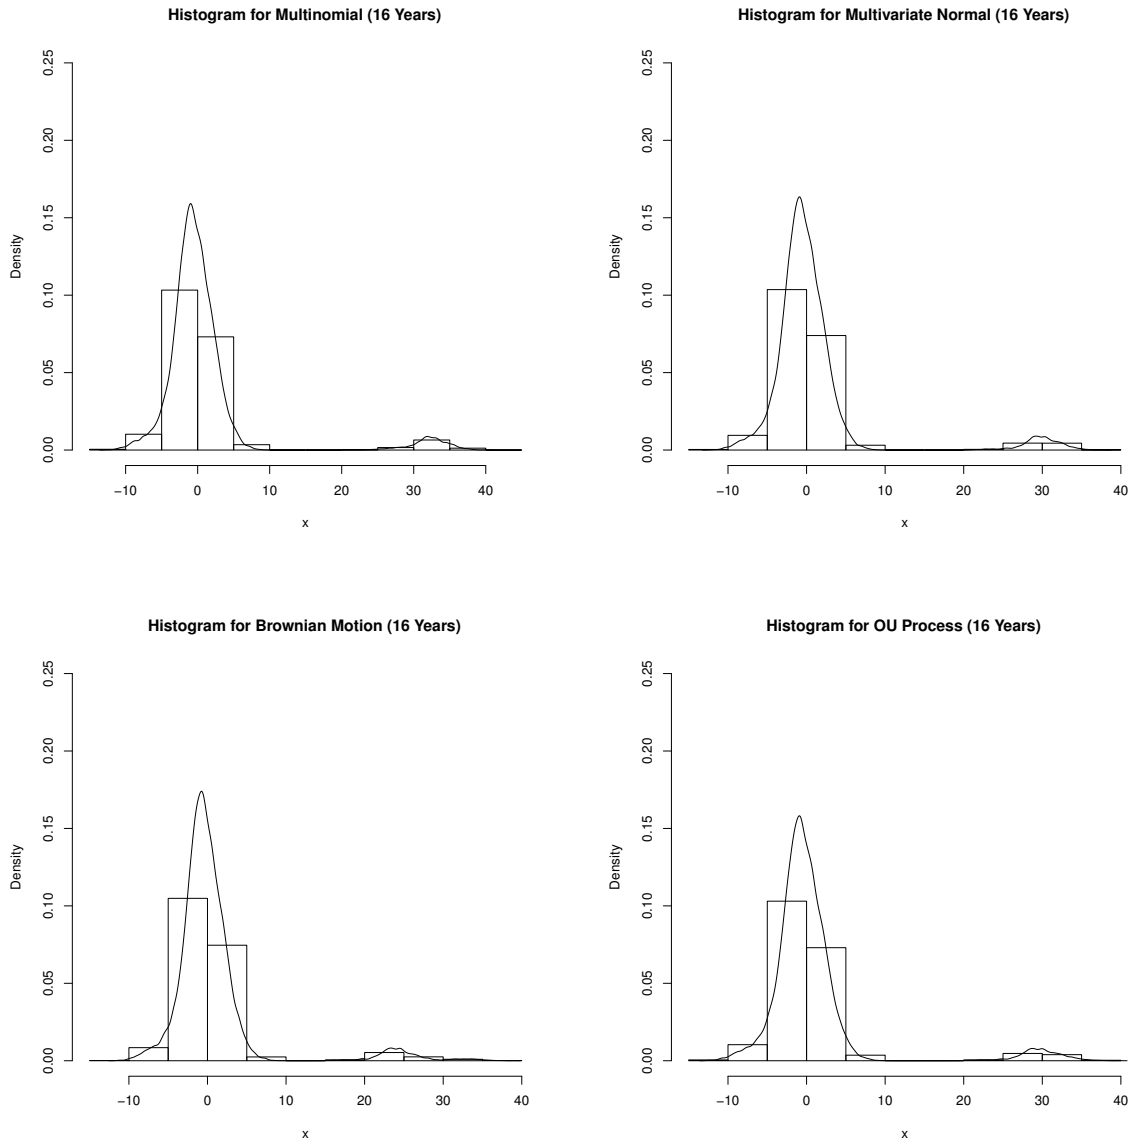 Histogram for Multinomial (16 Years)
0.25
0.20
0.15
0.10
0.05
0.00
Density
−10 0 10 20 30 40
x
Histogram for Multivariate Normal (16 Years)
0.25
0.20
0.15
0.10
0.05
0.00
Density
−10 0 10 20 30 40
x
Histogram for Brownian Motion (16 Years)
0.25
0.20
0.15
0.10
0.05
0.00
Density
−10 0 10 20 30 40
x
Histogram for OU Process (16 Years)
0.25
0.20
0.15
0.10
0.05
0.00
Density
−10 0 10 20 30 40
x